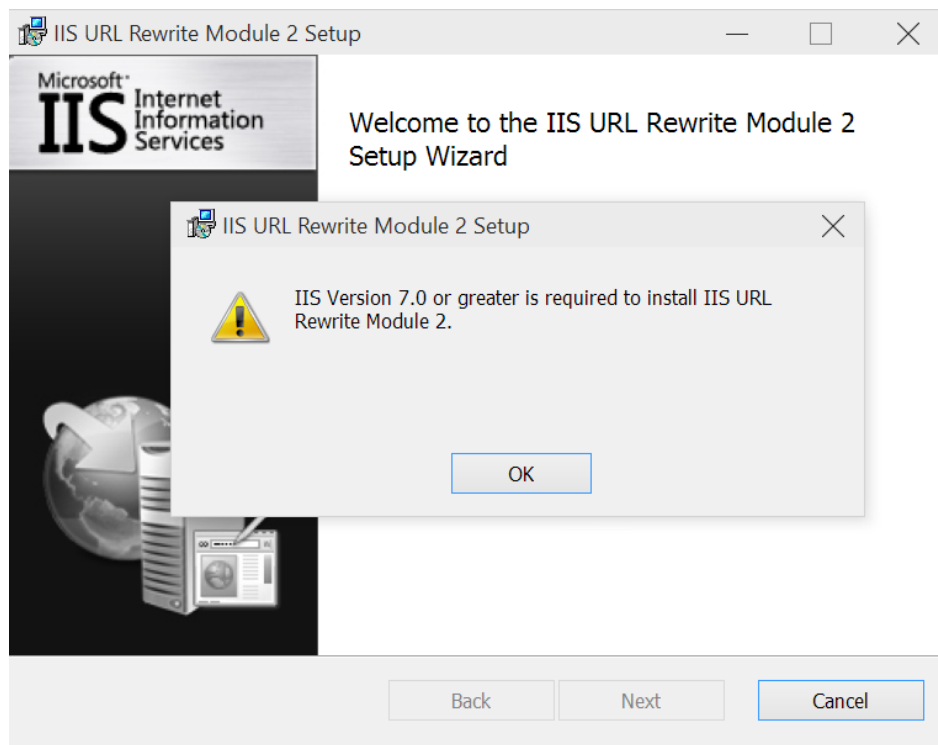 IIS URL Rewrite Module 2 Setup
Microsoft
IIS Internet
Information
Services
Welcome to the IIS URL Rewrite Module 2
Setup Wizard
IIS URL Rewrite Module 2 Setup
IIS Version 7.0 or greater is required to install IIS URL
Rewrite Module 2.
OK
Back
Next
Cancel